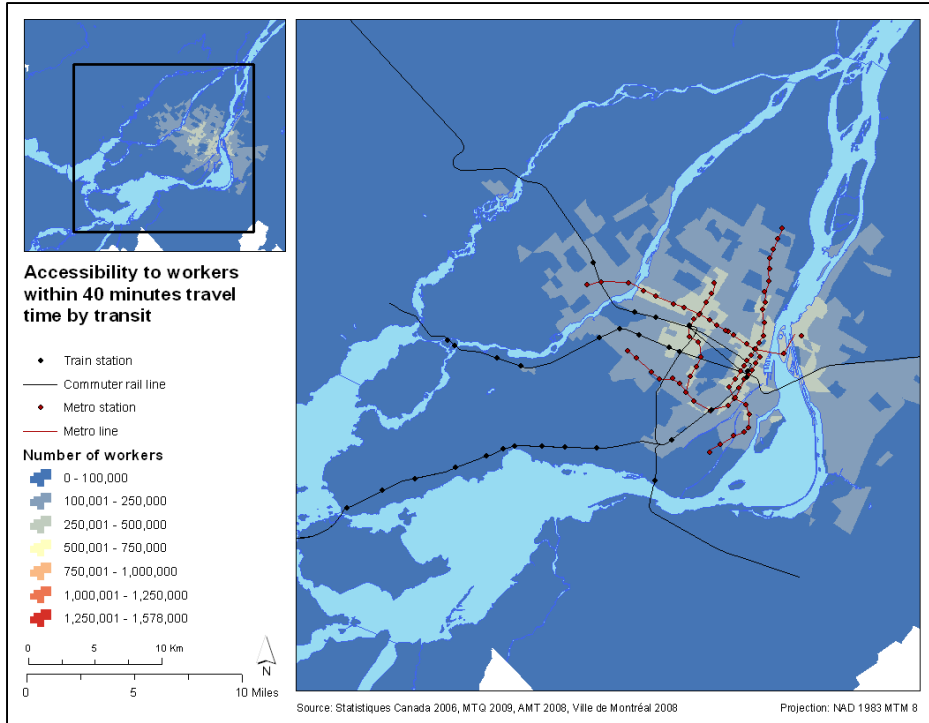 Accessibility to workers
within 40 minutes travel
time by transit
Train station
Commuter rail line
Metro station
Metro line
Number of workers
0 - 100,000
100,001 - 250,000
250,001 - 500,000
500,001 - 750,000
750,001 - 1,000,000
1,000,001 - 1,250,000
1,250,001 - 1,578,000
0 5 10 Km
N
0 5 10 Miles
Source: Statistiques Canada 2006, MTQ 2009, AMT 2008, Ville de Montréal 2008 Projection: NAD 1983 MTM 8